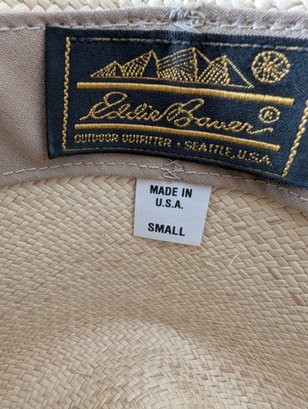 Eddie Bauer®
OUTDOOR OUTFITTER • SEATTLE, U.S.A.
MADE IN
U.S.A.
SMALL